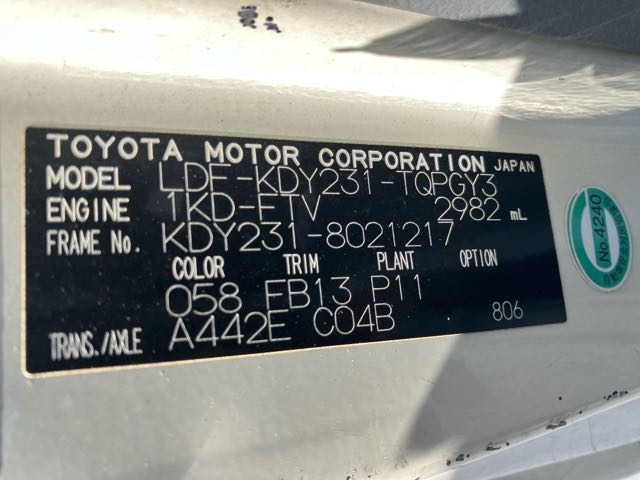 TOYOTA MOTOR CORPORATION JAPAN
MODEL LDF-KDY231-TQPGY3
ENGINE 1KD-FTV 2982 mL
FRAME No. KDY231-8021217
COLOR TRIM PLANT OPTION
058 FB13 P11
TRANS./AXLE A442E C04B 806
No.4240